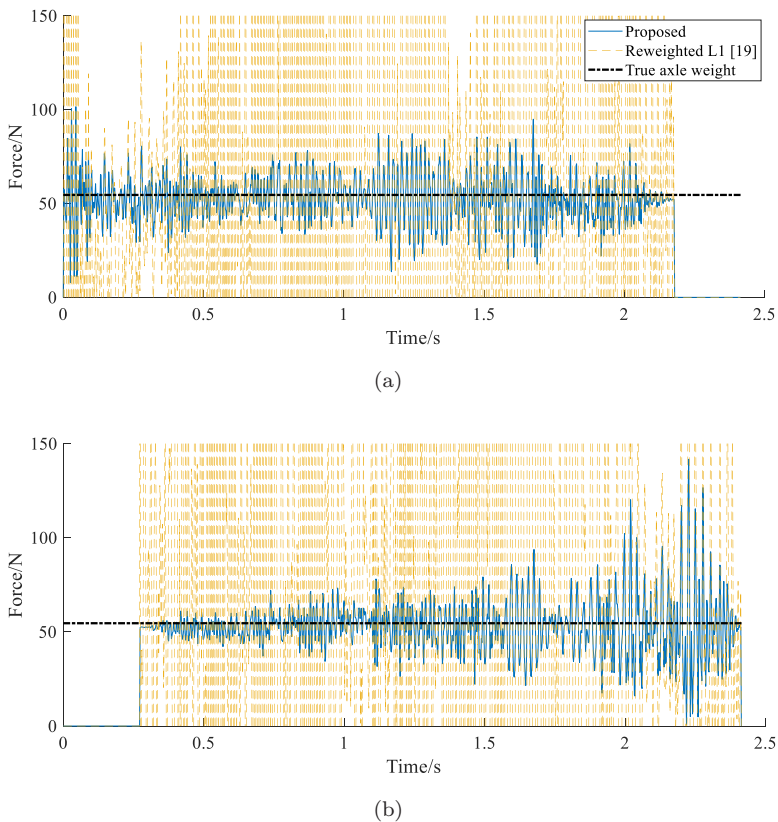 150
100
50
0
Force/N
Proposed
Reweighted L1 [19]
True axle weight
0 0.5 1 1.5 2 2.5
Time/s
(a)
150
100
50
0
Force/N
0 0.5 1 1.5 2 2.5
Time/s
(b)